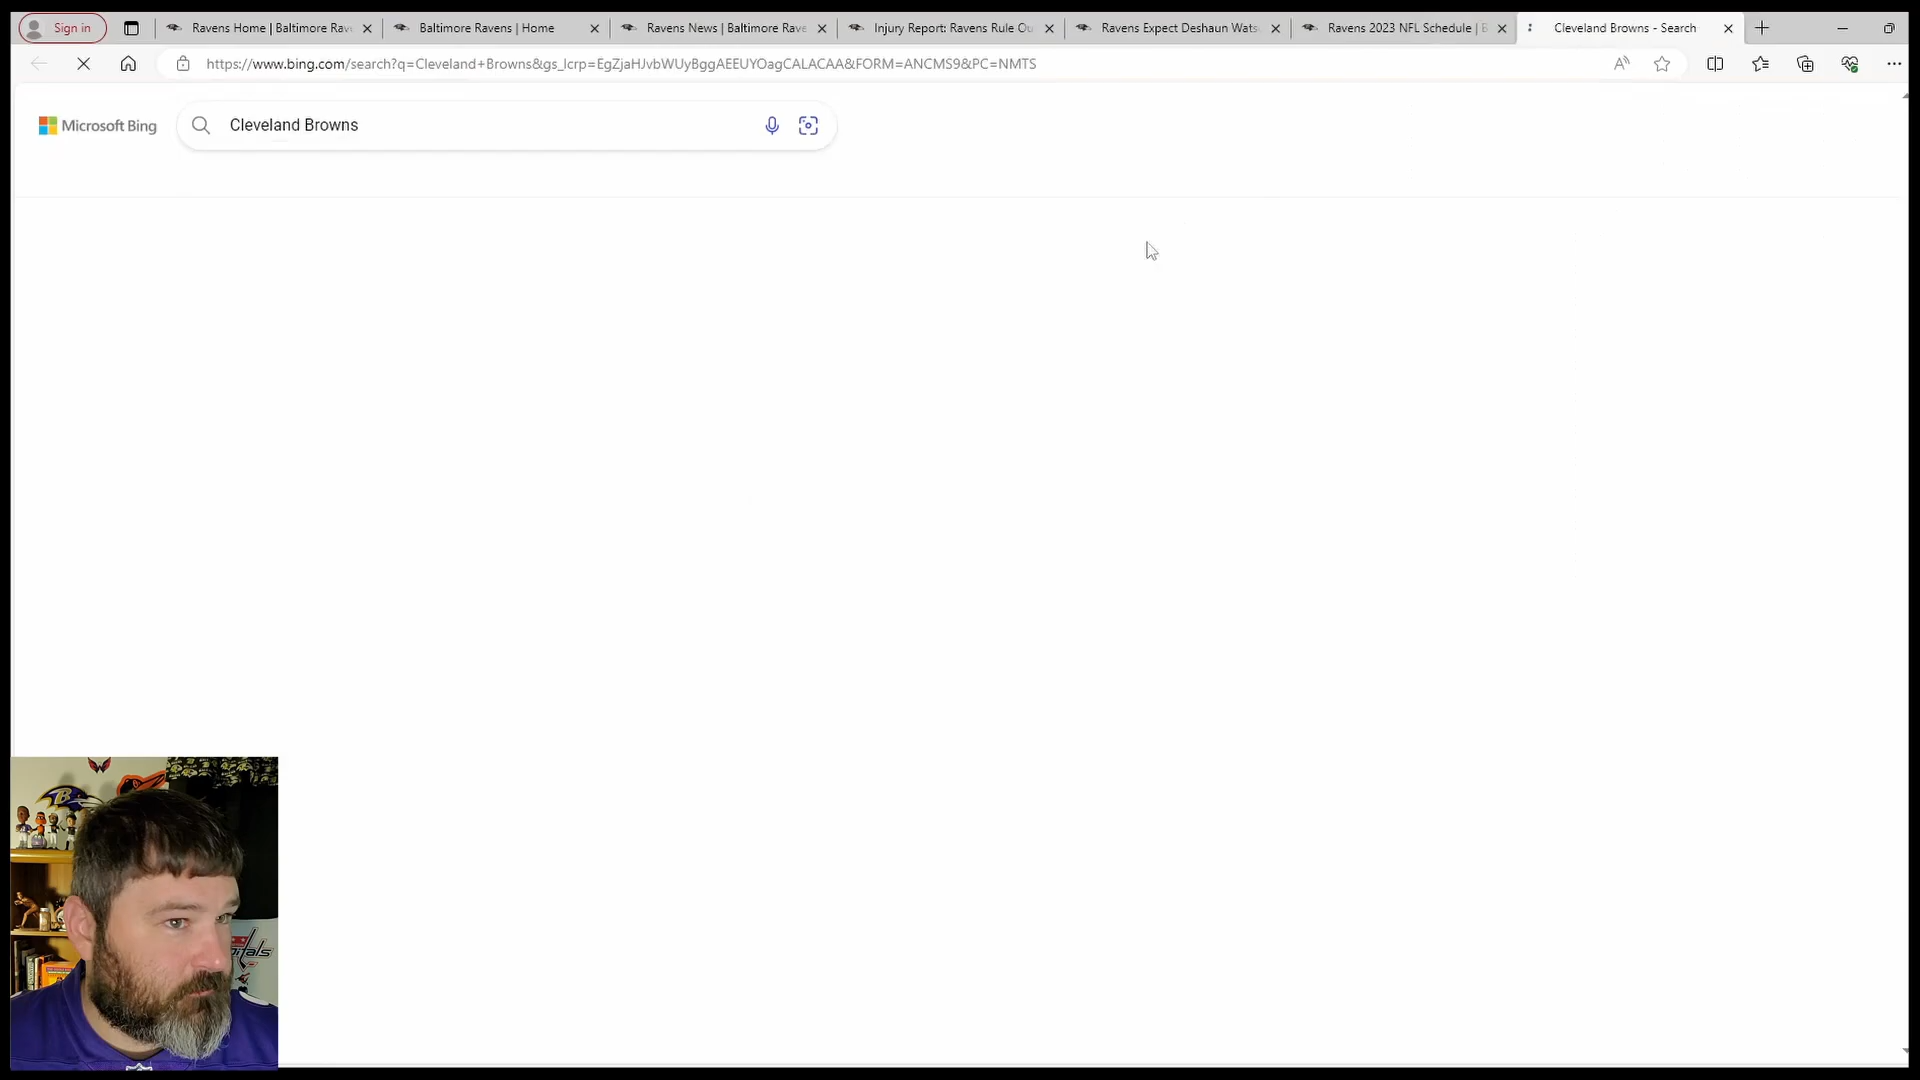 Sign in
Ravens Home | Baltimore Rav
Baltimore Ravens | Home
Ravens News | Baltimore Rav
Injury Report: Ravens Rule Ou
Ravens Expect Deshaun Wats
Ravens 2023 NFL Schedule | B
Cleveland Browns - Search
https://www.bing.com/search?q=Cleveland+Browns&gs_lcrp=EgZjaHJvbWUyBggAEEUYOagCALACAA&FORM=ANCMS9&PC=NMTS
Microsoft Bing
Cleveland Browns